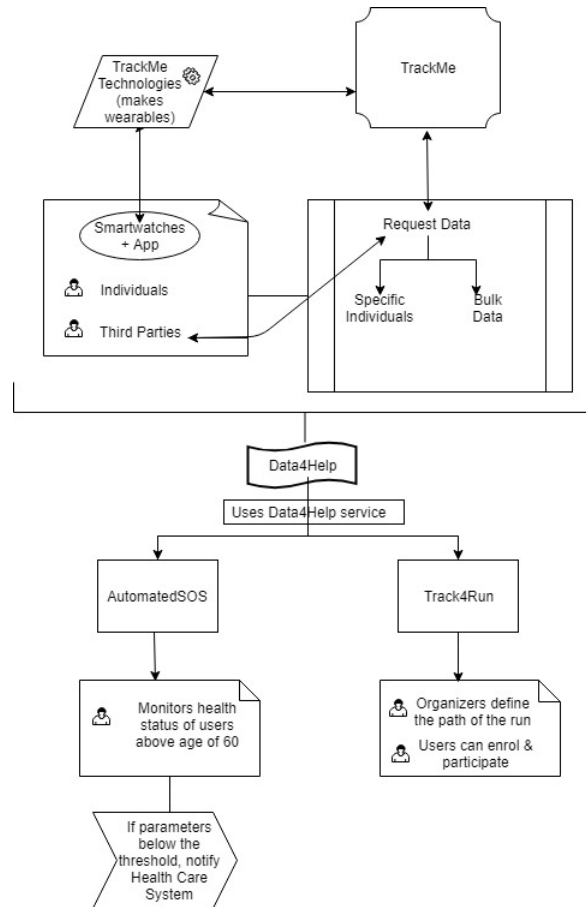 TrackMe
Technologies
(makes
wearables)
TrackMe
Smartwatches
+ App
Individuals
Third Parties
Request Data
Specific
Individuals
Bulk
Data
Data4Help
Uses Data4Help service
AutomatedSOS
Track4Run
Monitors health
status of users
above age of 60
Organizers define
the path of the run
Users can enrol &
participate
If parameters
below the
threshold, notify
Health Care
System